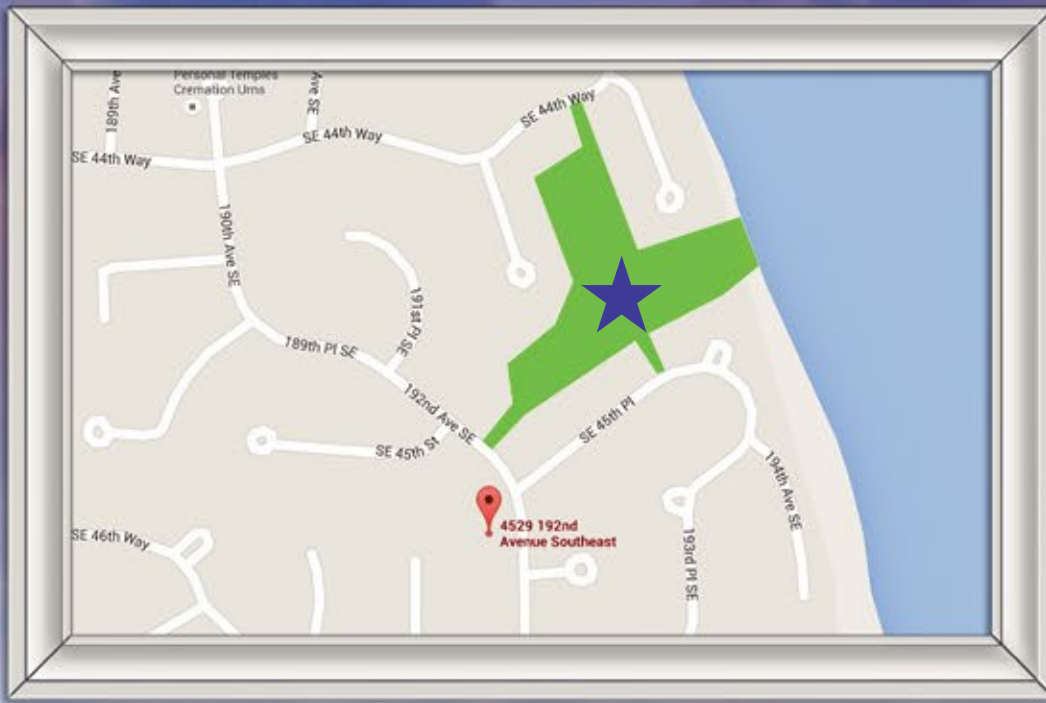 Personal Temples
Cremation Urns
189th Ave
Ave SE
SE 44th Way
SE 44th Way
SE 44th Way
190th Ave SE
191st Pl SE
189th Pl SE
192nd Ave SE
SE 45th St
SE 45th Pl
194th Ave SE
4529 192nd
Avenue Southeast
SE 46th Way
193rd Pl SE